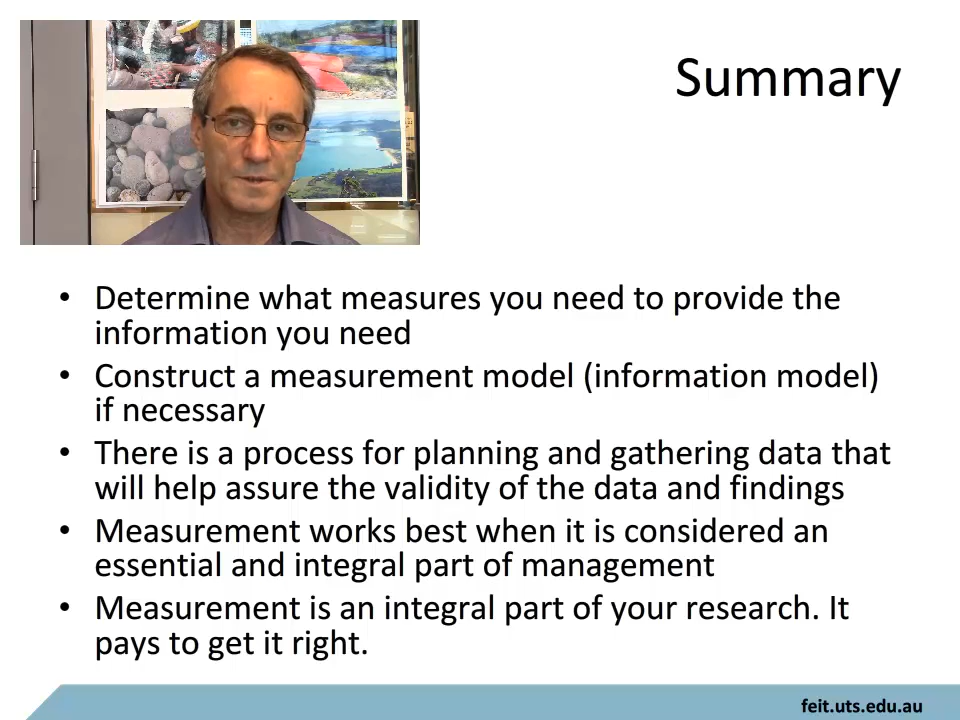 Summary
• Determine what measures you need to provide the
information you need
• Construct a measurement model (information model)
if necessary
• There is a process for planning and gathering data that
will help assure the validity of the data and findings
• Measurement works best when it is considered an
essential and integral part of management
• Measurement is an integral part of your research. It
pays to get it right.
feit.uts.edu.au